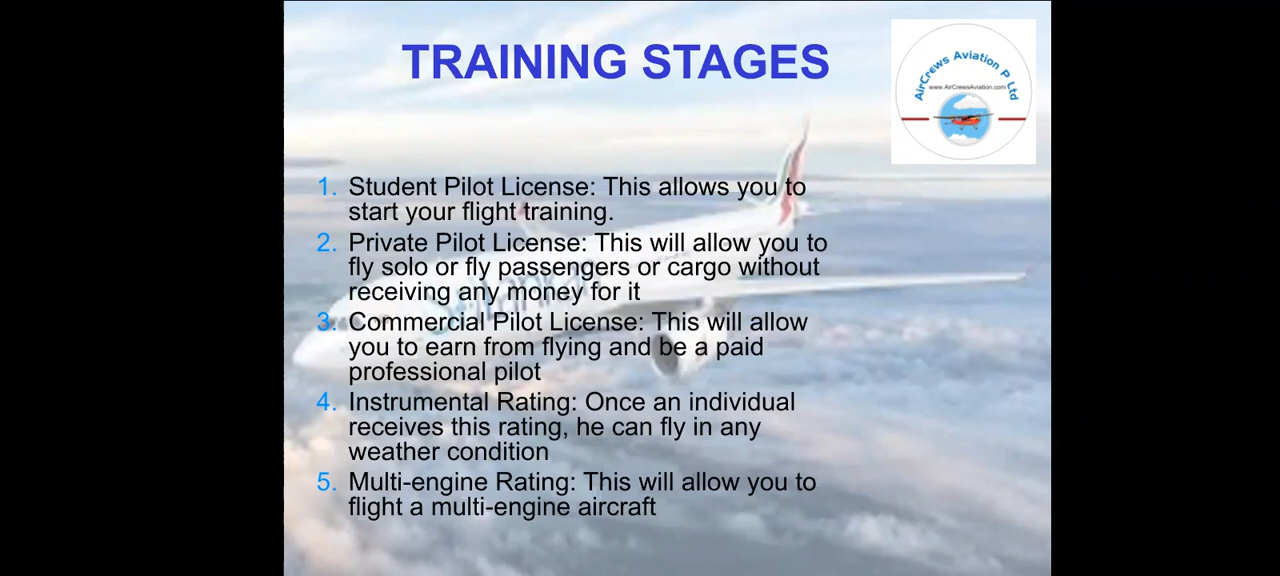 TRAINING STAGES
AirCrews Aviation P Ltd
www.AirCrewsAviation.com
1. Student Pilot License: This allows you to
start your flight training.
2. Private Pilot License: This will allow you to
fly solo or fly passengers or cargo without
receiving any money for it
3. Commercial Pilot License: This will allow
you to earn from flying and be a paid
professional pilot
4. Instrumental Rating: Once an individual
receives this rating, he can fly in any
weather condition
5. Multi-engine Rating: This will allow you to
flight a multi-engine aircraft